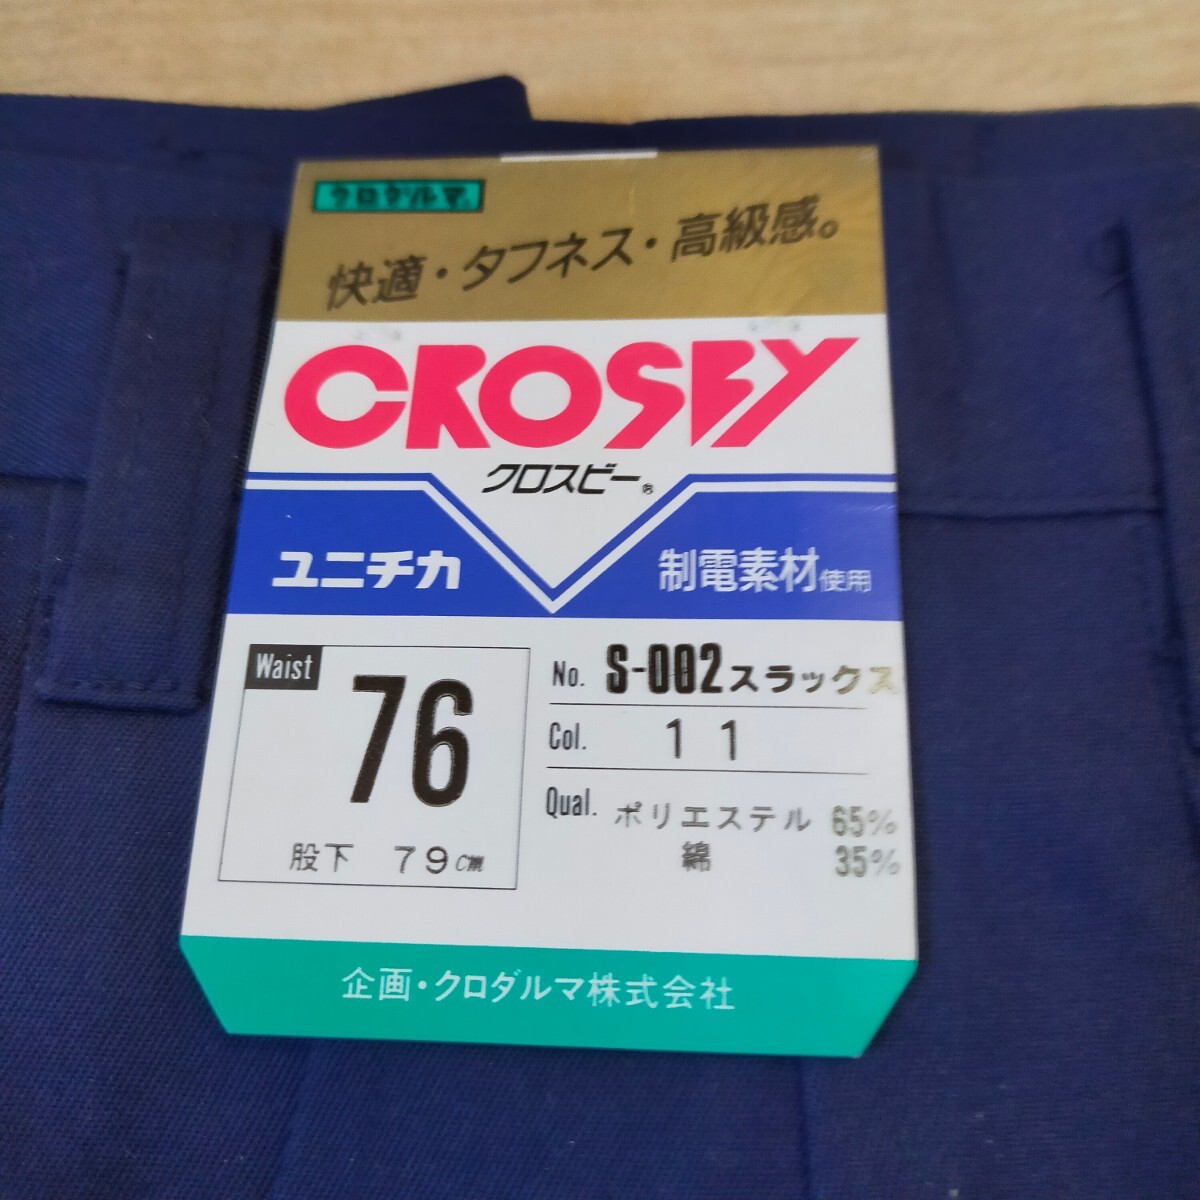 クロダルマ
快適・タフネス・高級感。
CROSBY
クロスビー®
ユニチカ
制電素材使用
Waist
76
股下 79cm
No. S-002スラックス
Col. 11
Qual. ポリエステル 65%
綿 35%
企画・クロダルマ株式会社